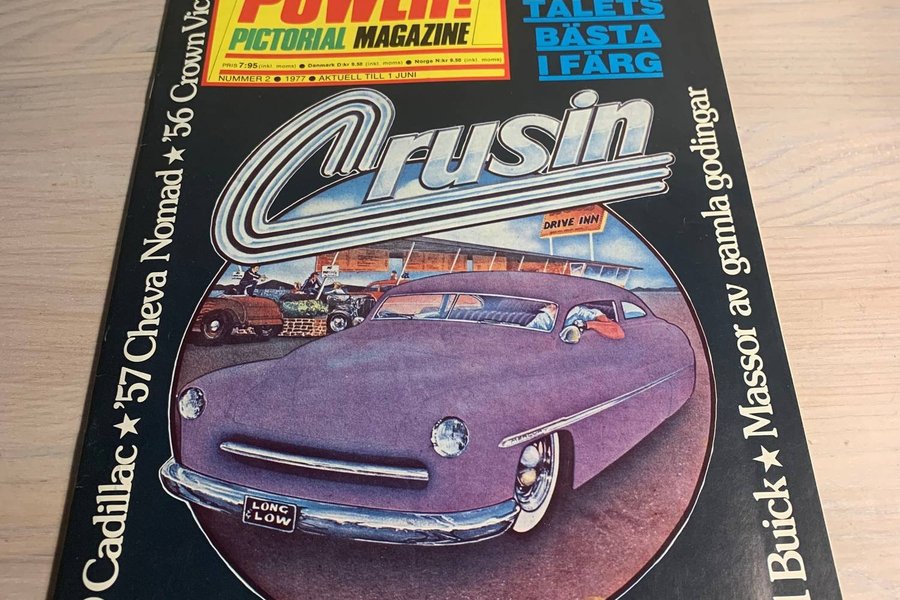 POWER!
PICTORIAL MAGAZINE
PRIS 7:95 (inkl. moms) ● Danmark D:kr 9.50 (inkl. moms) ● Norge N:kr 9.50 (inkl. moms)
NUMMER 2 ● 1977 ● AKTUELL TILL 1 JUNI
TALETS
BÄSTA
I FÄRG
Crusin
DRIVE INN
LONG
& LOW
Cadillac ★ '57 Cheva Nomad ★ '56 Crown Vic
Buick ★ Massor av gamla godingar